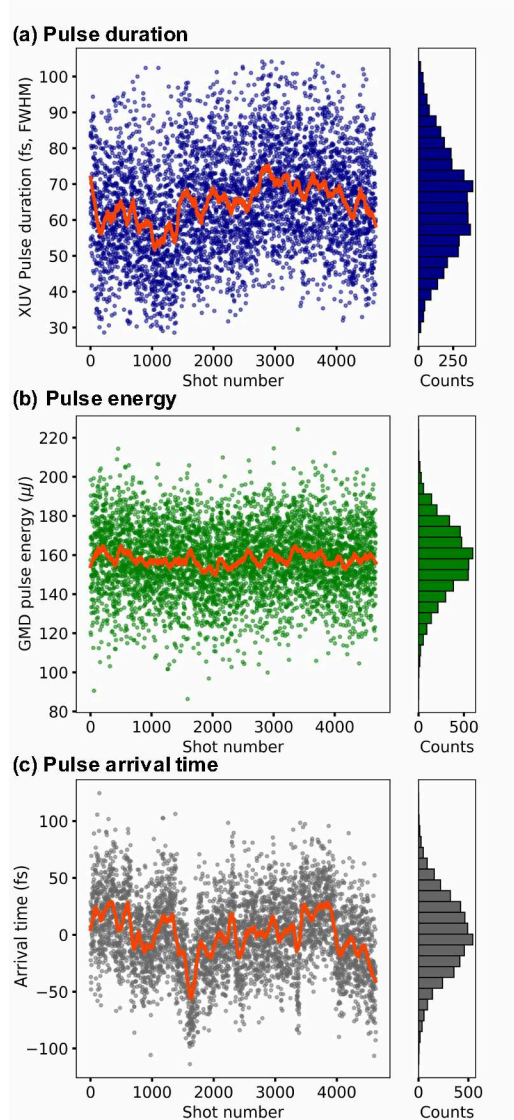 (a) Pulse duration
XUV Pulse duration (fs, FWHM)
100
90
80
70
60
50
40
30
0 1000 2000 3000 4000
Shot number
0 250
Counts
(b) Pulse energy
GMD pulse energy (μJ)
220
200
180
160
140
120
100
80
0 1000 2000 3000 4000
Shot number
0 500
Counts
(c) Pulse arrival time
Arrival time (fs)
100
50
0
−50
−100
0 1000 2000 3000 4000
Shot number
0 500
Counts